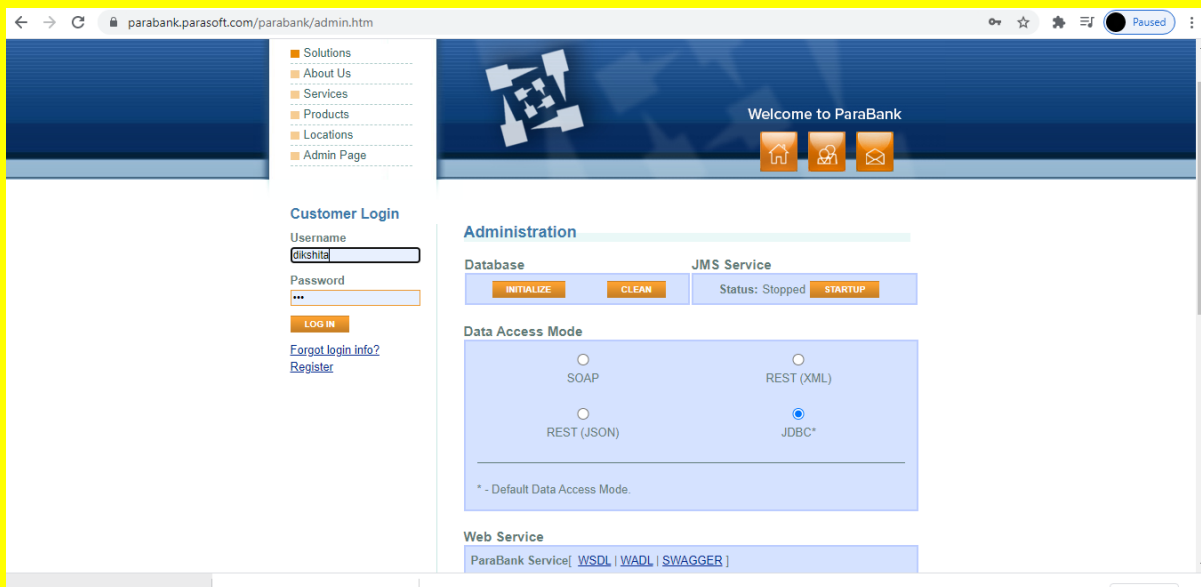 parabank.parasoft.com/parabank/admin.htm
Paused
Solutions
About Us
Services
Products
Locations
Admin Page
Welcome to ParaBank
Customer Login
Username
dikshita
Password
•••
LOG IN
Forgot login info?
Register
Administration
Database
JMS Service
INITIALIZE
CLEAN
Status: Stopped
STARTUP
Data Access Mode
SOAP
REST (XML)
REST (JSON)
JDBC*
* - Default Data Access Mode.
Web Service
ParaBank Service[ WSDL | WADL | SWAGGER ]